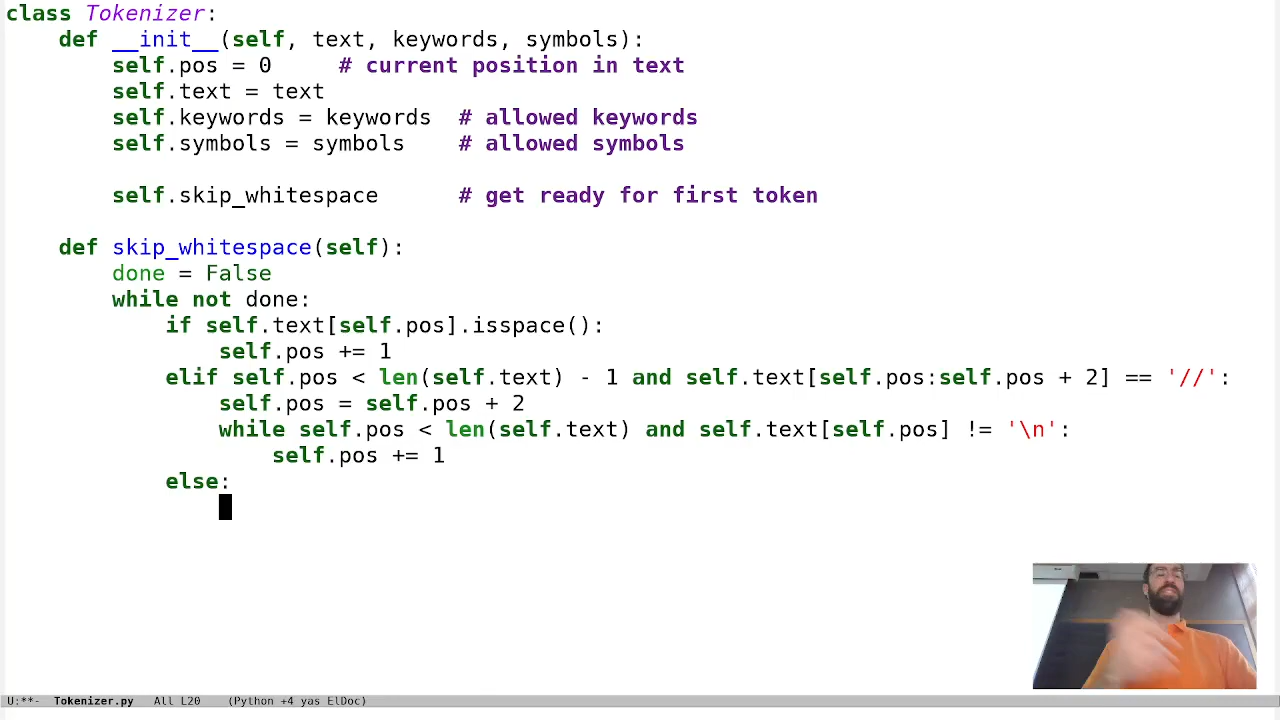 class Tokenizer:
    def __init__(self, text, keywords, symbols):
        self.pos = 0     # current position in text
        self.text = text
        self.keywords = keywords  # allowed keywords
        self.symbols = symbols    # allowed symbols

        self.skip_whitespace      # get ready for first token

    def skip_whitespace(self):
        done = False
        while not done:
            if self.text[self.pos].isspace():
                self.pos += 1
            elif self.pos < len(self.text) - 1 and self.text[self.pos:self.pos + 2] == '//':
                self.pos = self.pos + 2
                while self.pos < len(self.text) and self.text[self.pos] != '\n':
                    self.pos += 1
            else:
U:**-  Tokenizer.py   All L20    (Python +4 yas ElDoc)